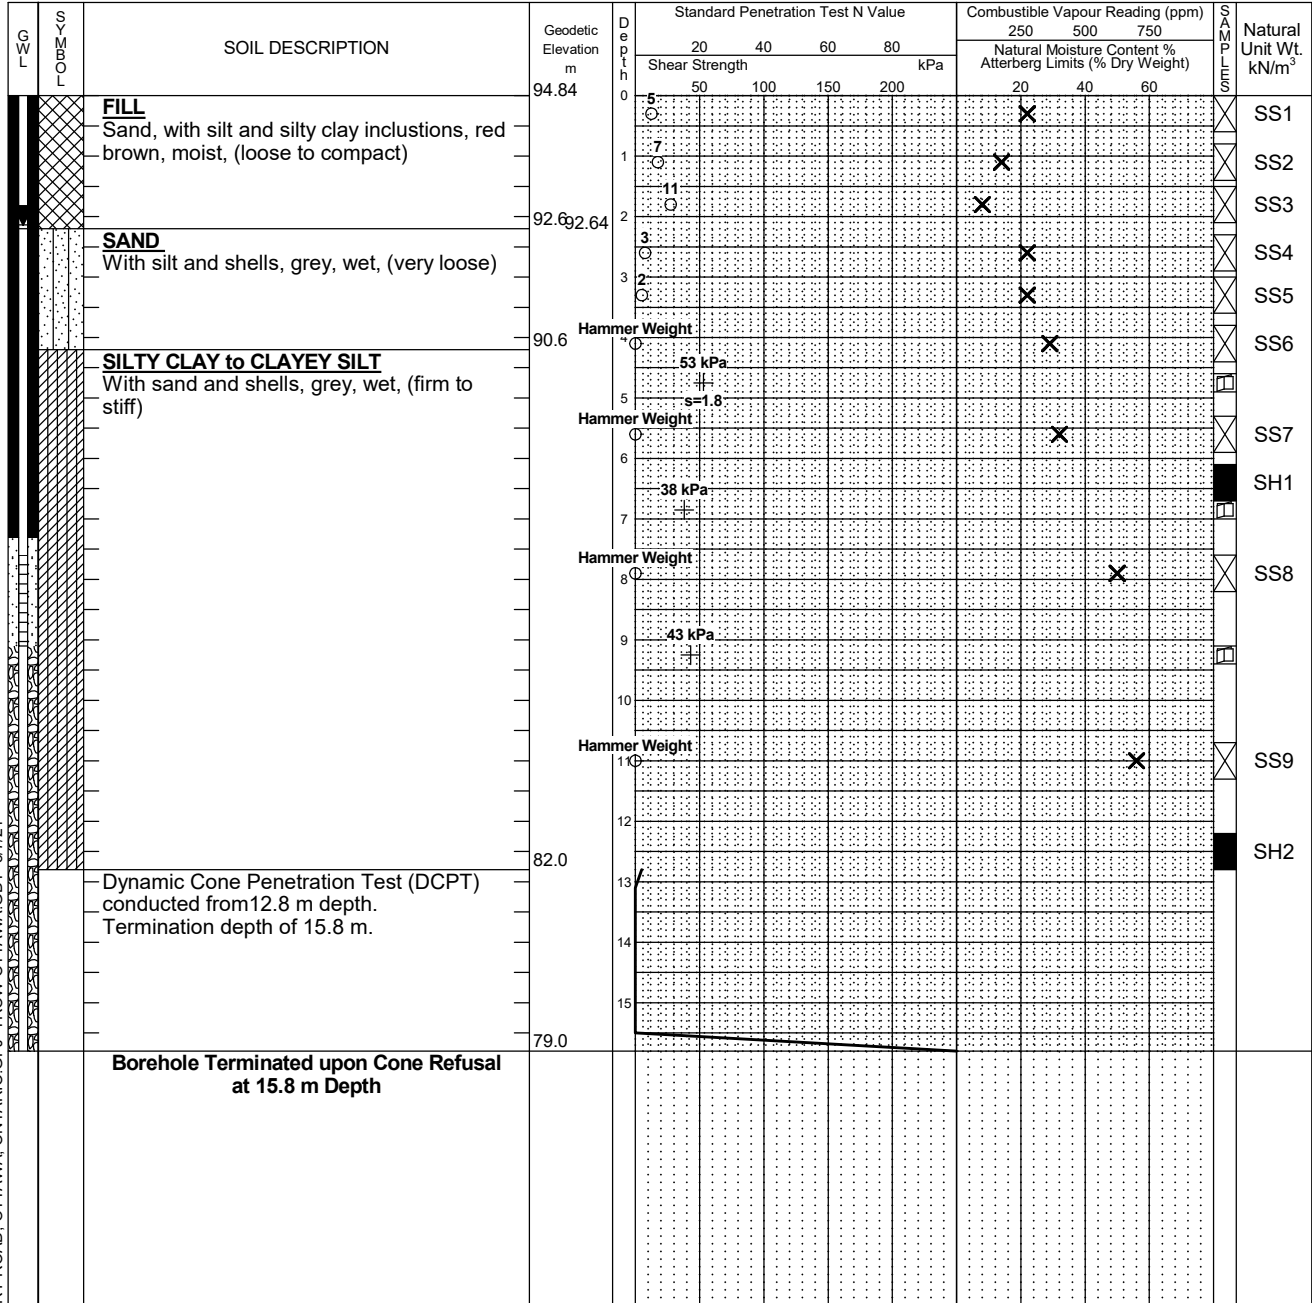 GWL
SYMBOL
SOIL DESCRIPTION
Geodetic
Elevation
m
Depth
Standard Penetration Test N Value
20 40 60 80
Shear Strength kPa
50 100 150 200
Combustible Vapour Reading (ppm)
250 500 750
Natural Moisture Content %
Atterberg Limits (% Dry Weight)
20 40 60
SAMPLES
Natural
Unit Wt.
kN/m³
94.84
0
FILL
Sand, with silt and silty clay inclustions, red
brown, moist, (loose to compact)
5
SS1
1
7
SS2
11
SS3
2
92.6
92.64
SAND
With silt and shells, grey, wet, (very loose)
3
SS4
3
2
SS5
90.6
Hammer Weight
4
SS6
SILTY CLAY to CLAYEY SILT
With sand and shells, grey, wet, (firm to
stiff)
53 kPa
s=1.8
5
Hammer Weight
SS7
6
38 kPa
SH1
7
Hammer Weight
8
SS8
43 kPa
9
10
Hammer Weight
11
SS9
12
82.0
SH2
13
Dynamic Cone Penetration Test (DCPT)
conducted from12.8 m depth.
Termination depth of 15.8 m.
14
15
79.0
Borehole Terminated upon Cone Refusal
at 15.8 m Depth